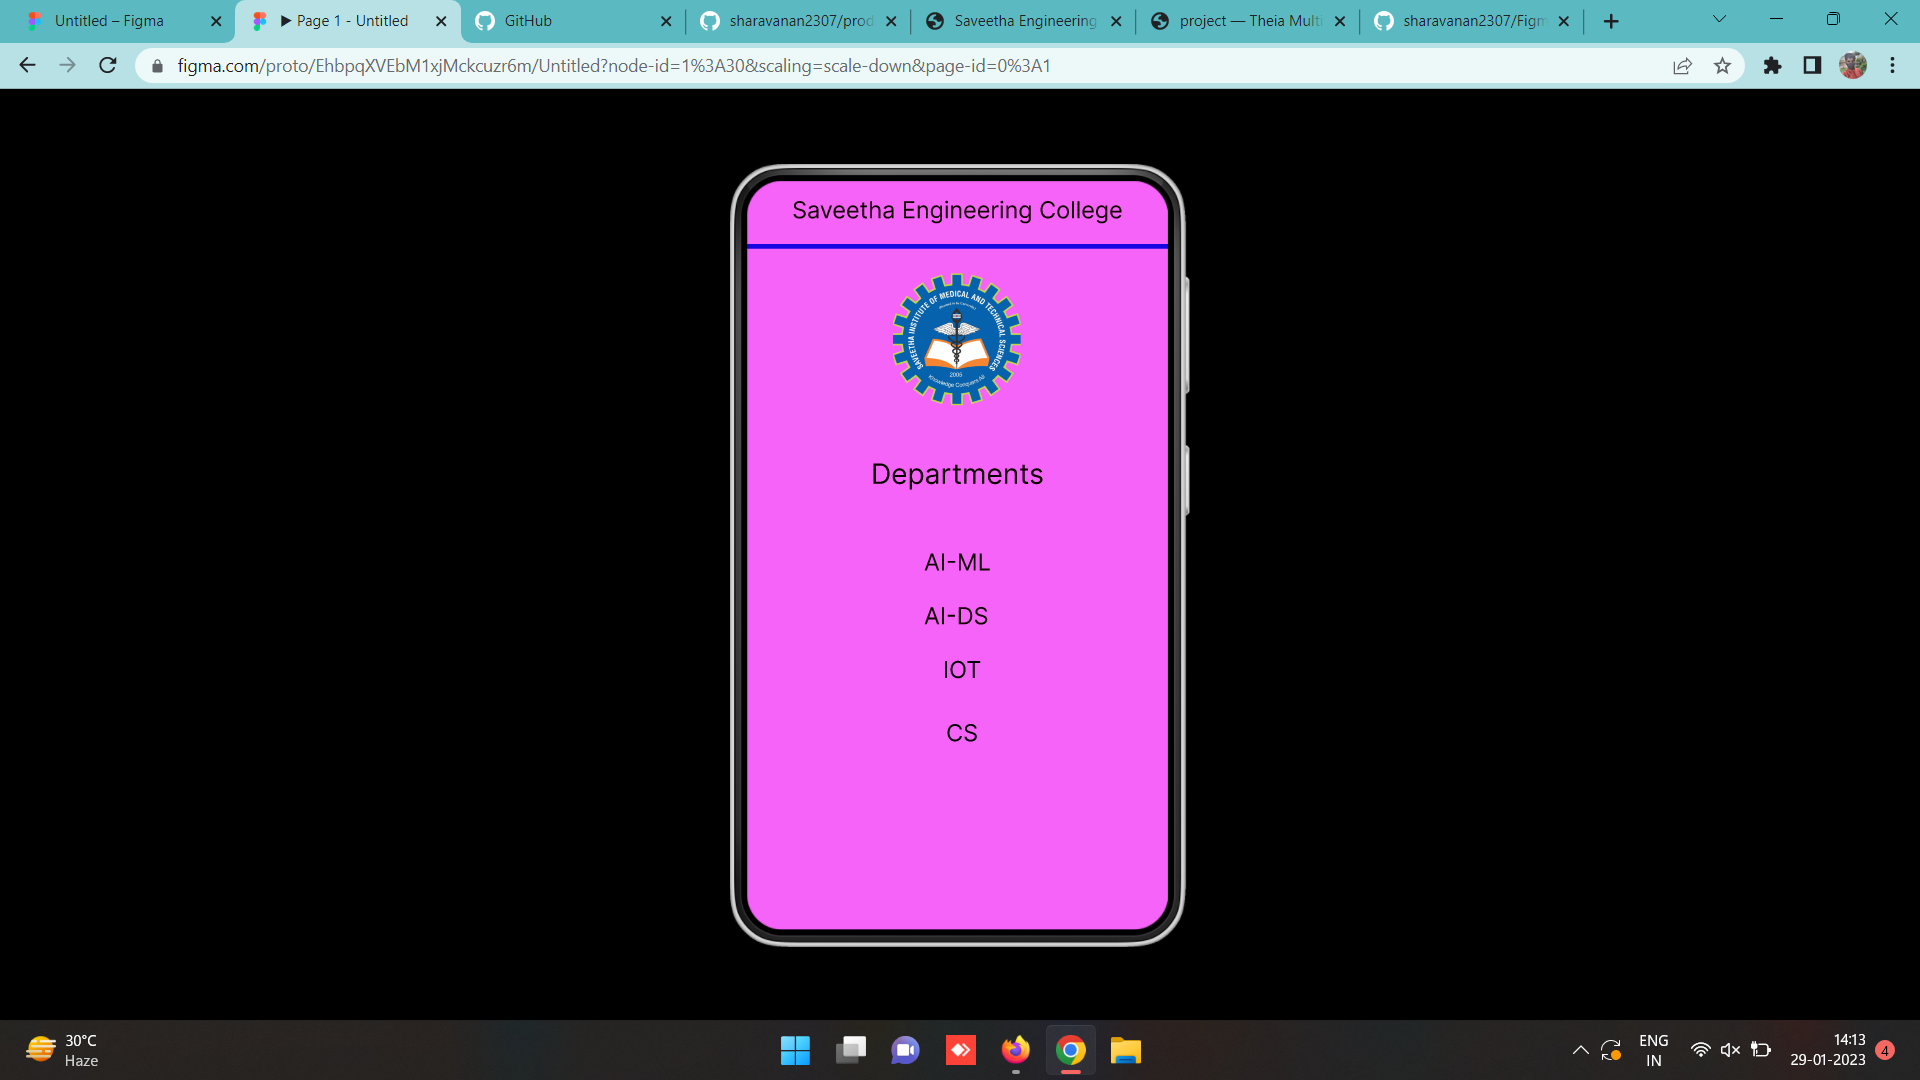 Untitled – Figma
▶ Page 1 - Untitled
GitHub
sharavanan2307/prod
Saveetha Engineering
project — Theia Multi
sharavanan2307/Figm
figma.com/proto/EhbpqXVEbM1xjMckcuzr6m/Untitled?node-id=1%3A30&scaling=scale-down&page-id=0%3A1
Saveetha Engineering College
SAVEETHA INSTITUTE OF MEDICAL AND TECHNICAL SCIENCES
2005
Knowledge Conquers All
Departments
AI-ML
AI-DS
IOT
CS
30°C
Haze
ENG
IN
14:13
29-01-2023
4